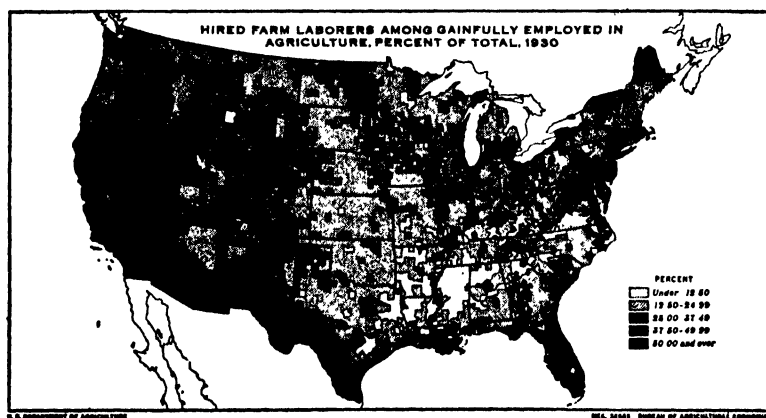 HIRED FARM LABORERS AMONG GAINFULLY EMPLOYED IN
AGRICULTURE, PERCENT OF TOTAL, 1930
PERCENT
Under 12.50
12.50-24.99
25.00-37.49
37.50-49.99
50.00 and over
U. S. DEPARTMENT OF AGRICULTURE
BUREAU OF AGRICULTURAL ECONOMICS